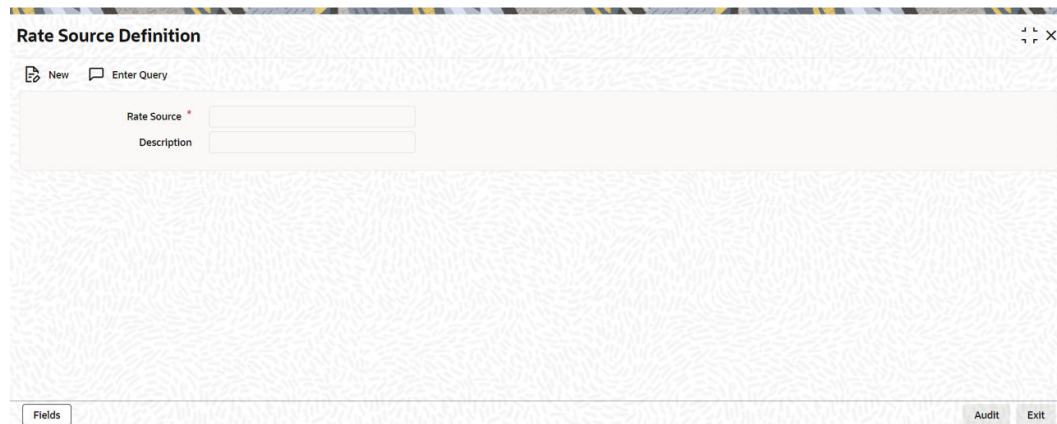 Rate Source Definition
New Enter Query
Rate Source *
Description
Fields Audit Exit